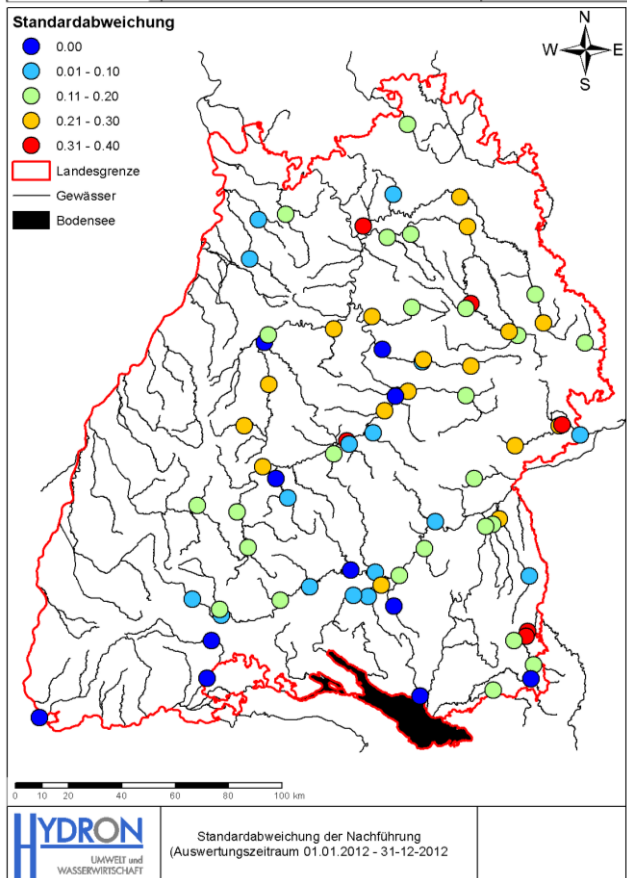 Standardabweichung
0.00
0.01 - 0.10
0.11 - 0.20
0.21 - 0.30
0.31 - 0.40
Landesgrenze
Gewässer
Bodensee
N
W E
S
0 10 20 40 60 80 100 km
HYDRON
UMWELT und
WASSERWIRTSCHAFT
Standardabweichung der Nachführung
(Auswertungszeitraum 01.01.2012 - 31-12-2012